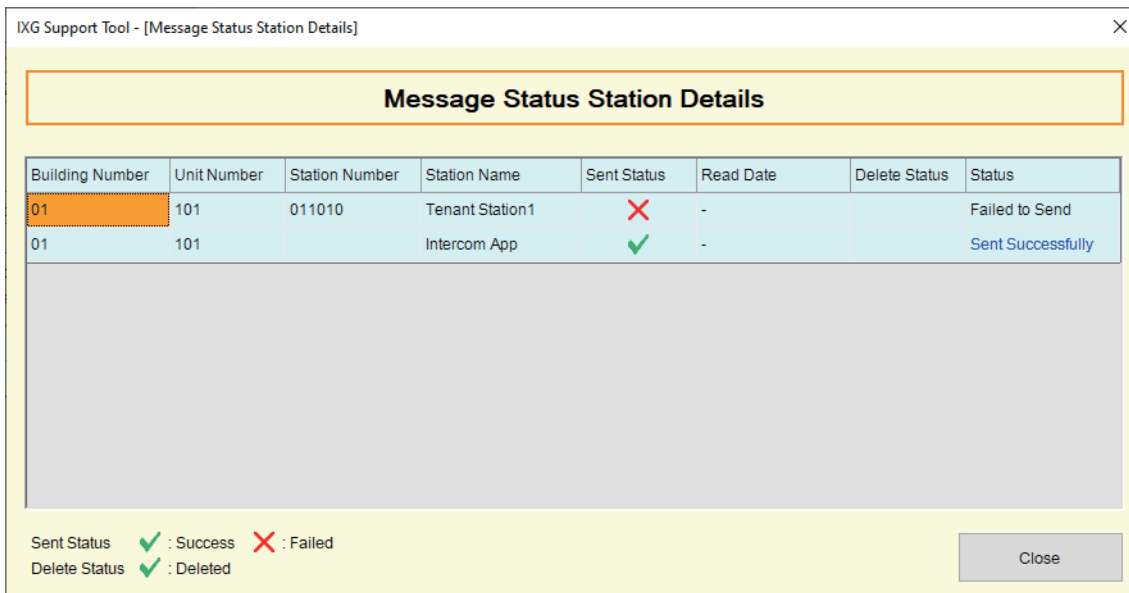 IXG Support Tool - [Message Status Station Details]
Message Status Station Details
Building Number Unit Number Station Number Station Name Sent Status Read Date Delete Status Status
01 101 011010 Tenant Station1 - Failed to Send
01 101 Intercom App - Sent Successfully
Sent Status : Success : Failed
Delete Status : Deleted
Close